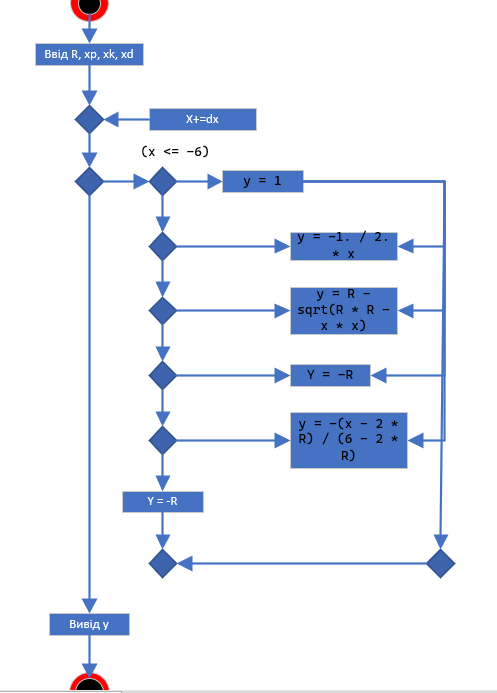 Ввід R, xp, xk, xd
X+=dx
(x <= -6)
y = 1
y = -1. / 2.
* x
y = R -
sqrt(R * R -
x * x)
Y = -R
y = -(x - 2 *
R) / (6 - 2 *
R)
Y = -R
Вивід y